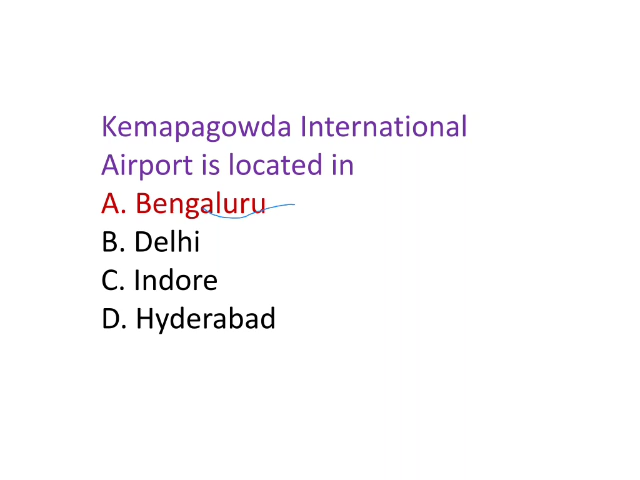 Kemapagowda International
Airport is located in
A. Bengaluru
B. Delhi
C. Indore
D. Hyderabad